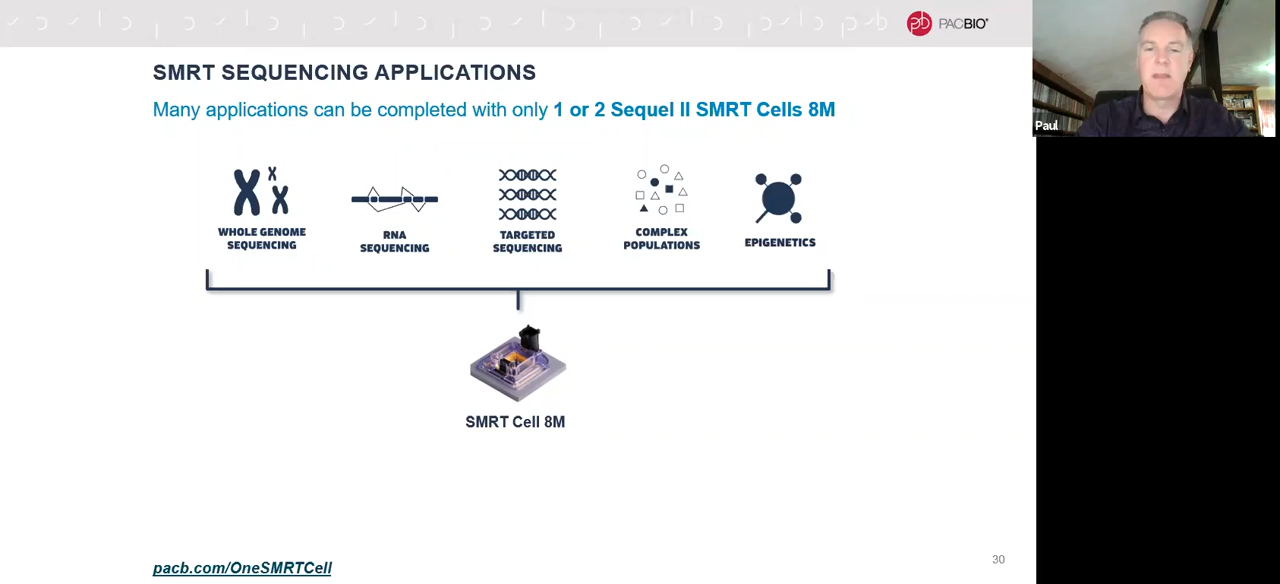 PACBIO®
Paul
SMRT SEQUENCING APPLICATIONS
Many applications can be completed with only 1 or 2 Sequel II SMRT Cells 8M
WHOLE GENOME
SEQUENCING
RNA
SEQUENCING
TARGETED
SEQUENCING
COMPLEX
POPULATIONS
EPIGENETICS
SMRT Cell 8M
pacb.com/OneSMRTCell
30